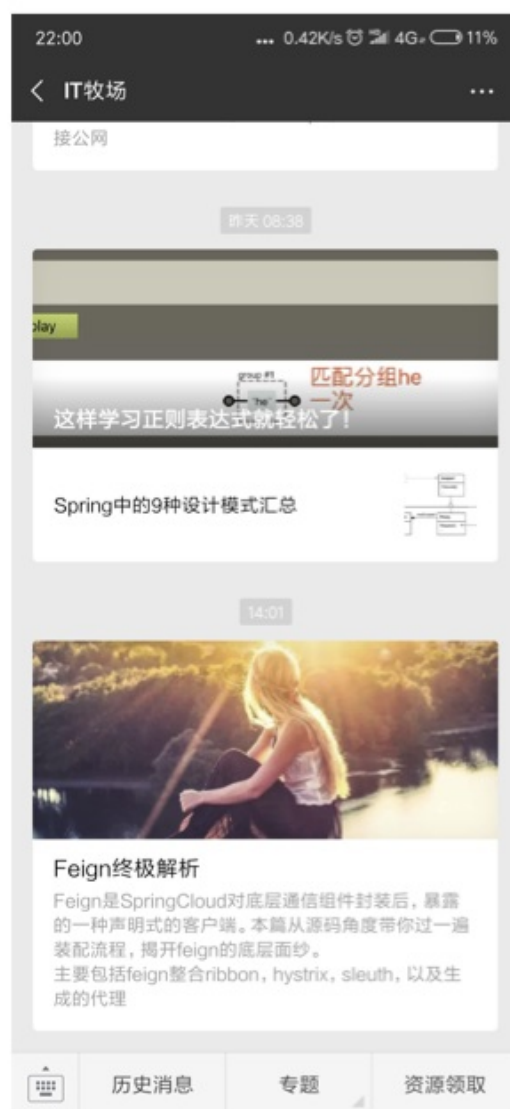 22:00
... 0.42K/s 4G 11%
IT牧场
...
接公网
昨天 08:38
play
group #1
匹配分组he
一次
"he"
这样学习正则表达式就轻松了!
Spring中的9种设计模式汇总
14:01
Feign终极解析
Feign是SpringCloud对底层通信组件封装后，暴露
的一种声明式的客户端。本篇从源码角度带你过一遍
装配流程，揭开feign的底层面纱。
主要包括feign整合ribbon，hystrix，sleuth，以及生
成的代理
历史消息
专题
资源领取